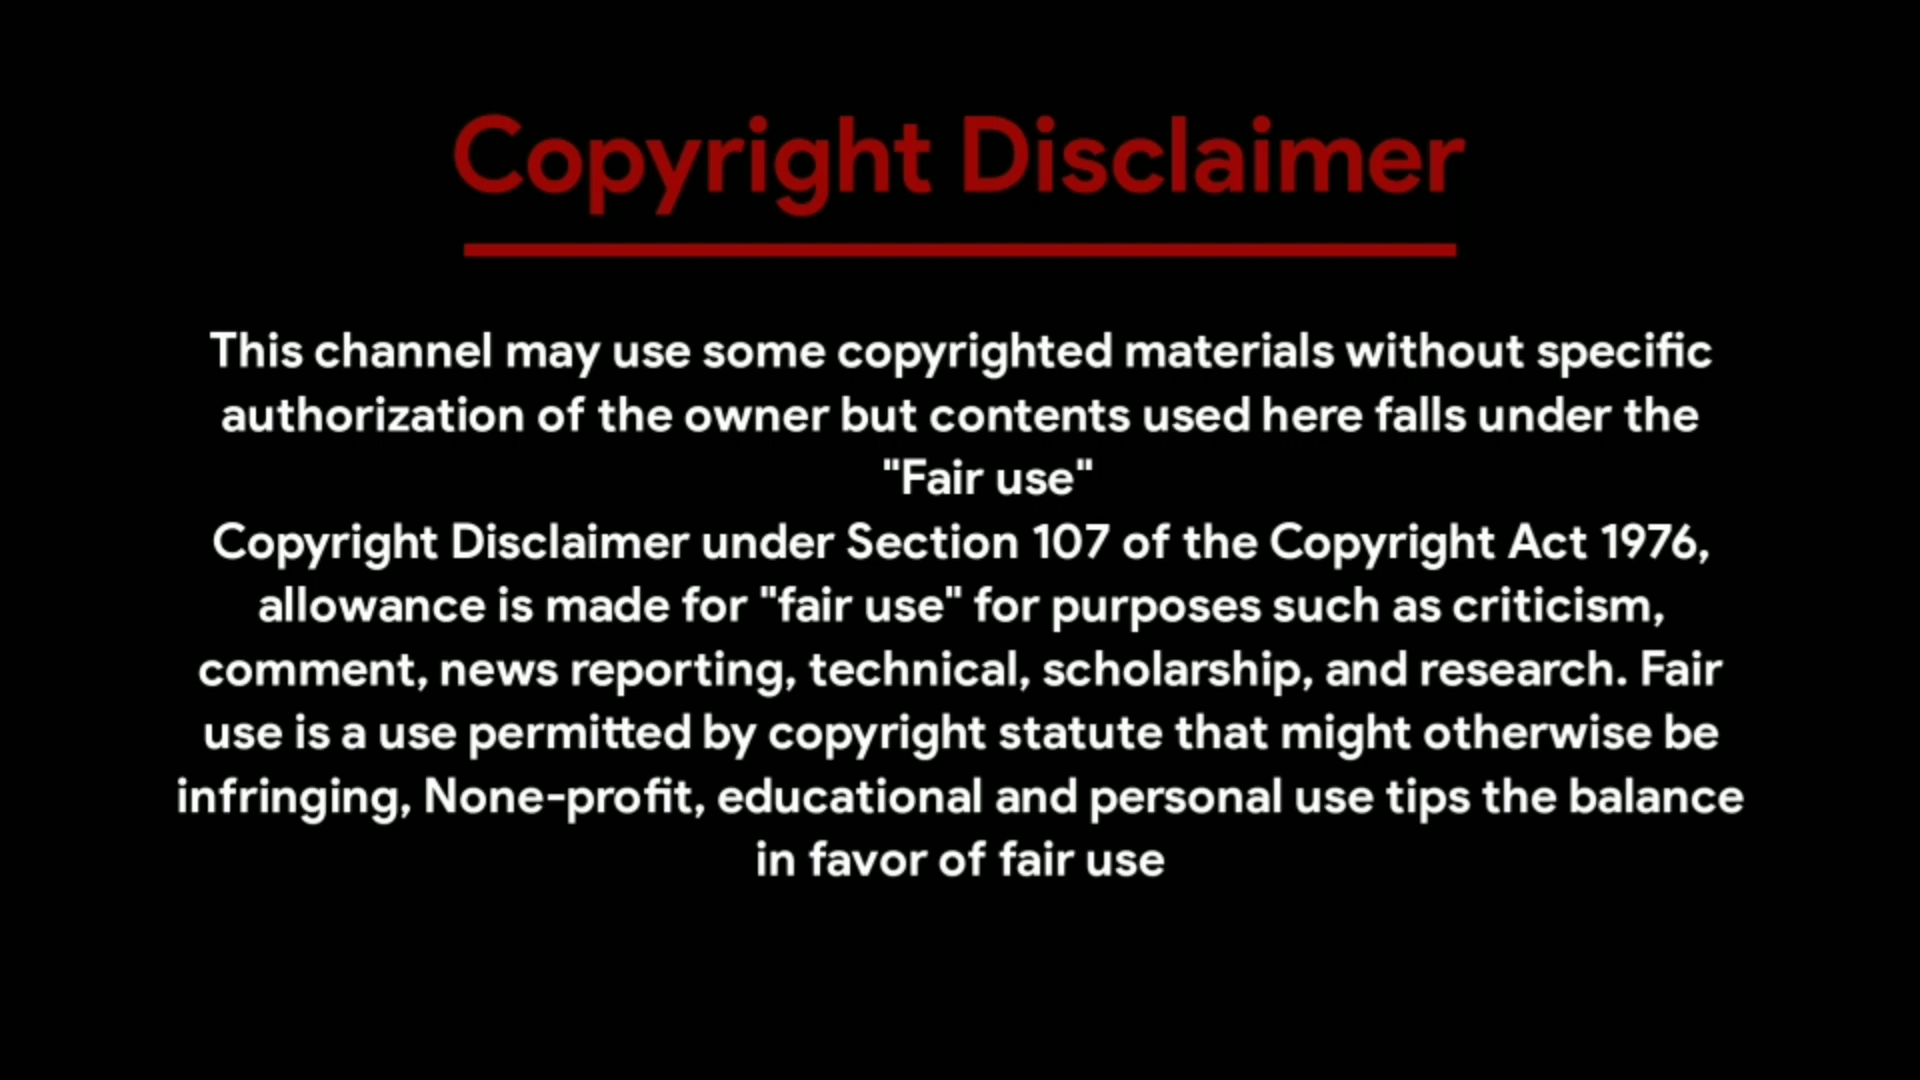 Copyright Disclaimer
This channel may use some copyrighted materials without specific
authorization of the owner but contents used here falls under the
"Fair use"
Copyright Disclaimer under Section 107 of the Copyright Act 1976,
allowance is made for "fair use" for purposes such as criticism,
comment, news reporting, technical, scholarship, and research. Fair
use is a use permitted by copyright statute that might otherwise be
infringing, None-profit, educational and personal use tips the balance
in favor of fair use